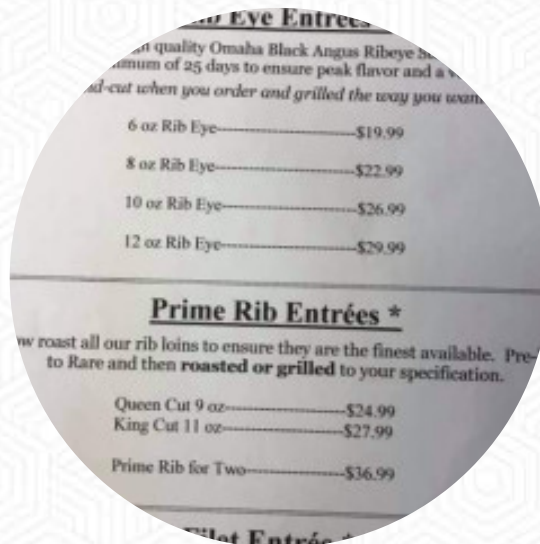 Eye Entrées
quality Omaha Black Angus Ribeye
of 25 days to ensure peak flavor and a
when you order and grilled the way you
6 oz Rib Eye--------------------$19.99
8 oz Rib Eye--------------------$22.99
10 oz Rib Eye-------------------$26.99
12 oz Rib Eye-------------------$29.99
Prime Rib Entrées *
roast all our rib loins to ensure they are the finest available. Pre-
to Rare and then roasted or grilled to your specification.
Queen Cut 9 oz------------------$24.99
King Cut 11 oz------------------$27.99
Prime Rib for Two---------------$36.99
Filet Entrée *